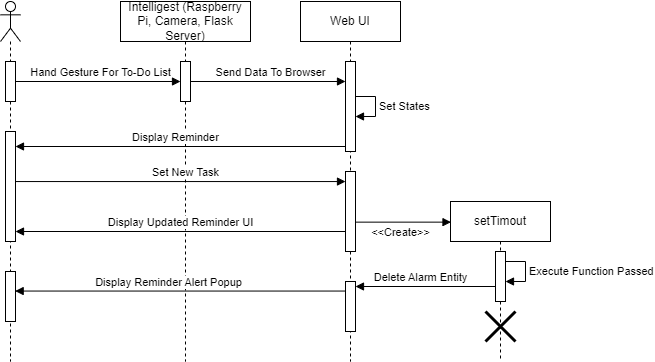 Intelligest (Raspberry
Pi, Camera, Flask
Server)
Web UI
Hand Gesture For To-Do List
Send Data To Browser
Set States
Display Reminder
Set New Task
Display Updated Reminder UI
<<Create>>
setTimout
Execute Function Passed
Delete Alarm Entity
Display Reminder Alert Popup